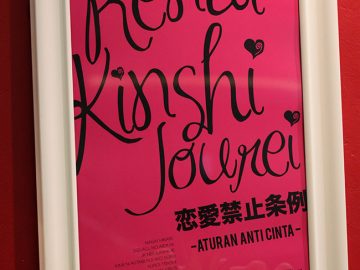 Renai
Kinshi
Jourei
恋愛禁止条例
-ATURAN ANTI CINTA-